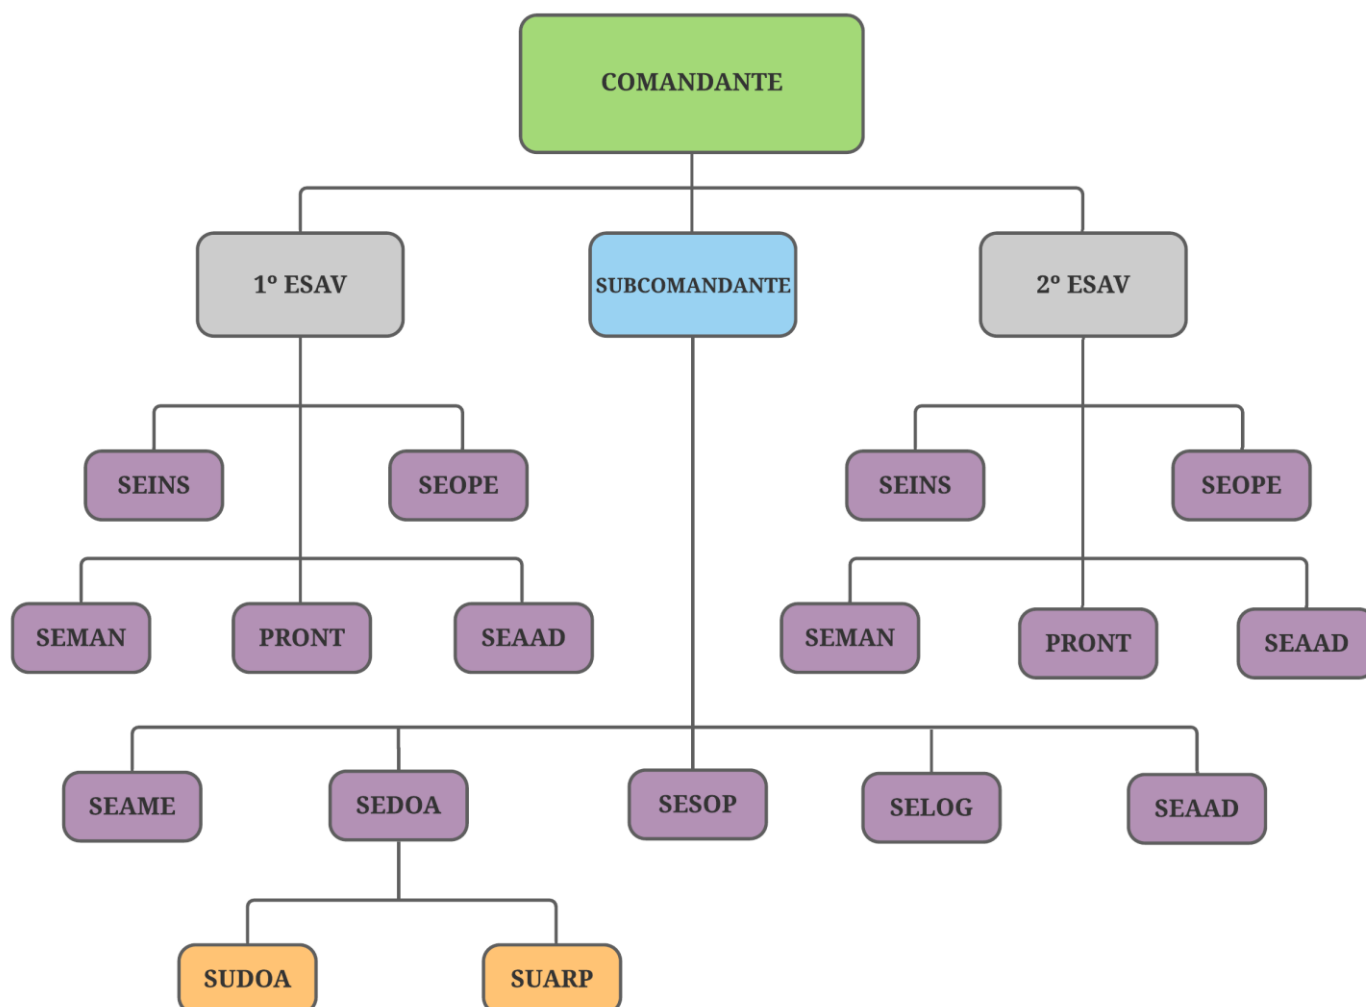 COMANDANTE
1º ESAV
SUBCOMANDANTE
2º ESAV
SEINS
SEOPE
SEINS
SEOPE
SEMAN
PRONT
SEAAD
SEMAN
PRONT
SEAAD
SEAME
SEDOA
SESOP
SELOG
SEAAD
SUDOA
SUARP